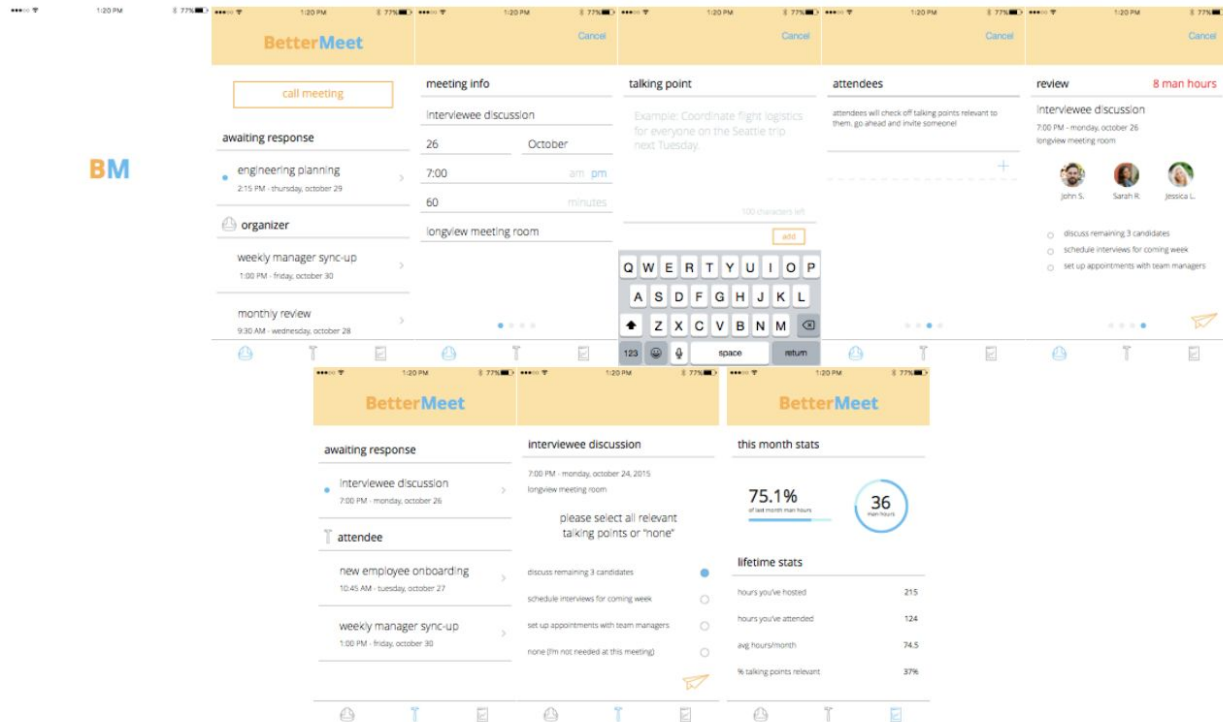 1:20 PM
77%
BM
1:20 PM
77%
BetterMeet
call meeting
awaiting response
engineering planning
2:15 PM - thursday, october 29
organizer
weekly manager sync-up
1:00 PM - friday, october 30
monthly review
9:30 AM - wednesday, october 28
1:20 PM
77%
Cancel
meeting info
interviewee discussion
26 October
7:00 am pm
60 minutes
longview meeting room
1:20 PM
77%
Cancel
talking point
Example: Coordinate flight logistics
for everyone on the Seattle trip
next Tuesday.
100 characters left
add
Q W E R T Y U I O P
A S D F G H J K L
Z X C V B N M
123 space return
1:20 PM
77%
Cancel
attendees
attendees will check off talking points relevant to
them. go ahead and invite someone!
1:20 PM
77%
Cancel
review 8 man hours
interviewee discussion
7:00 PM - monday, october 26
longview meeting room
John S. Sarah R. Jessica L.
discuss remaining 3 candidates
schedule interviews for coming week
set up appointments with team managers
1:20 PM
77%
BetterMeet
awaiting response
interviewee discussion
7:00 PM - monday, october 26
attendee
new employee onboarding
10:45 AM - tuesday, october 27
weekly manager sync-up
1:00 PM - friday, october 30
1:20 PM
77%
interviewee discussion
7:00 PM - monday, october 24, 2015
longview meeting room
please select all relevant
talking points or "none"
discuss remaining 3 candidates
schedule interviews for coming week
set up appointments with team managers
none (I'm not needed at this meeting)
1:20 PM
77%
BetterMeet
this month stats
75.1%
of last month man hours
36
man hours
lifetime stats
hours you've hosted 215
hours you've attended 124
avg hours/month 74.5
% talking points relevant 37%